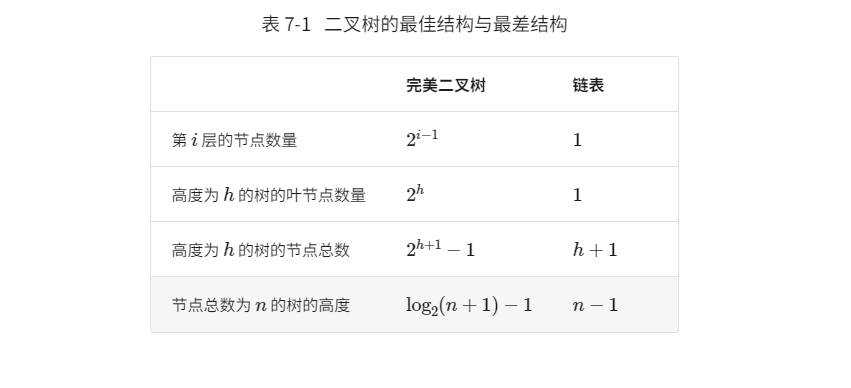 表 7-1 二叉树的最佳结构与最差结构
完美二叉树 链表
第 i 层的节点数量 2^{i−1} 1
高度为 h 的树的叶节点数量 2^h 1
高度为 h 的树的节点总数 2^{h+1} − 1 h + 1
节点总数为 n 的树的高度 log₂(n + 1) − 1 n − 1